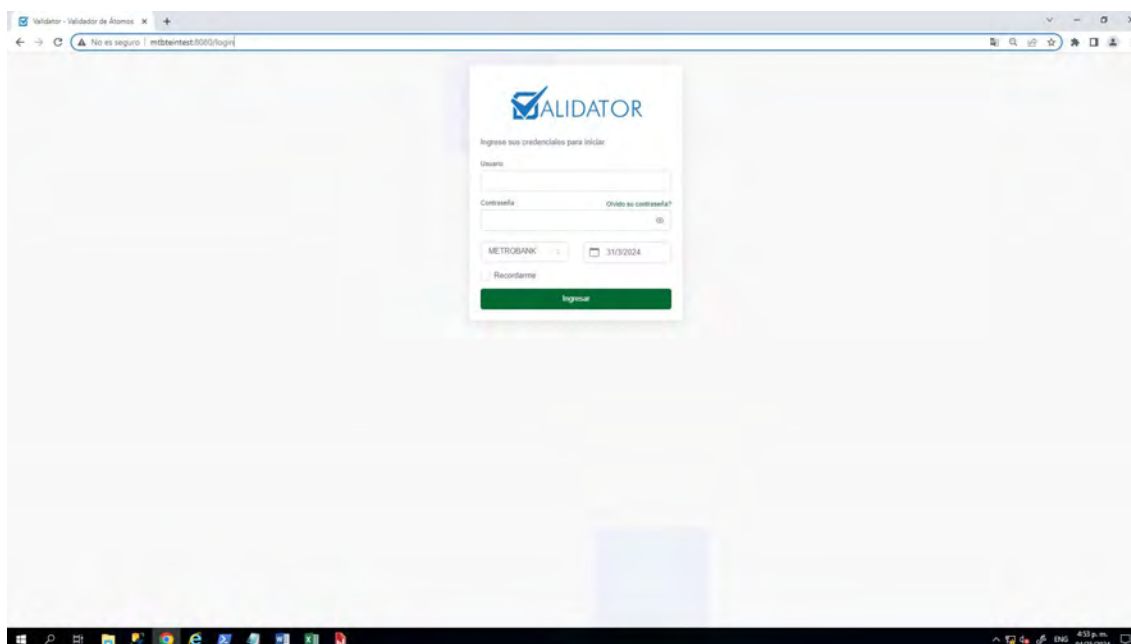 Validator - Validador de Átomos
No es seguro
mtbteintest:8080/login
VALIDATOR
Ingrese sus credenciales para iniciar
Usuario
Contraseña
Olvido su contraseña?
METROBANK
31/3/2024
Recordarme
Ingresar
ENG
4:53 p. m.